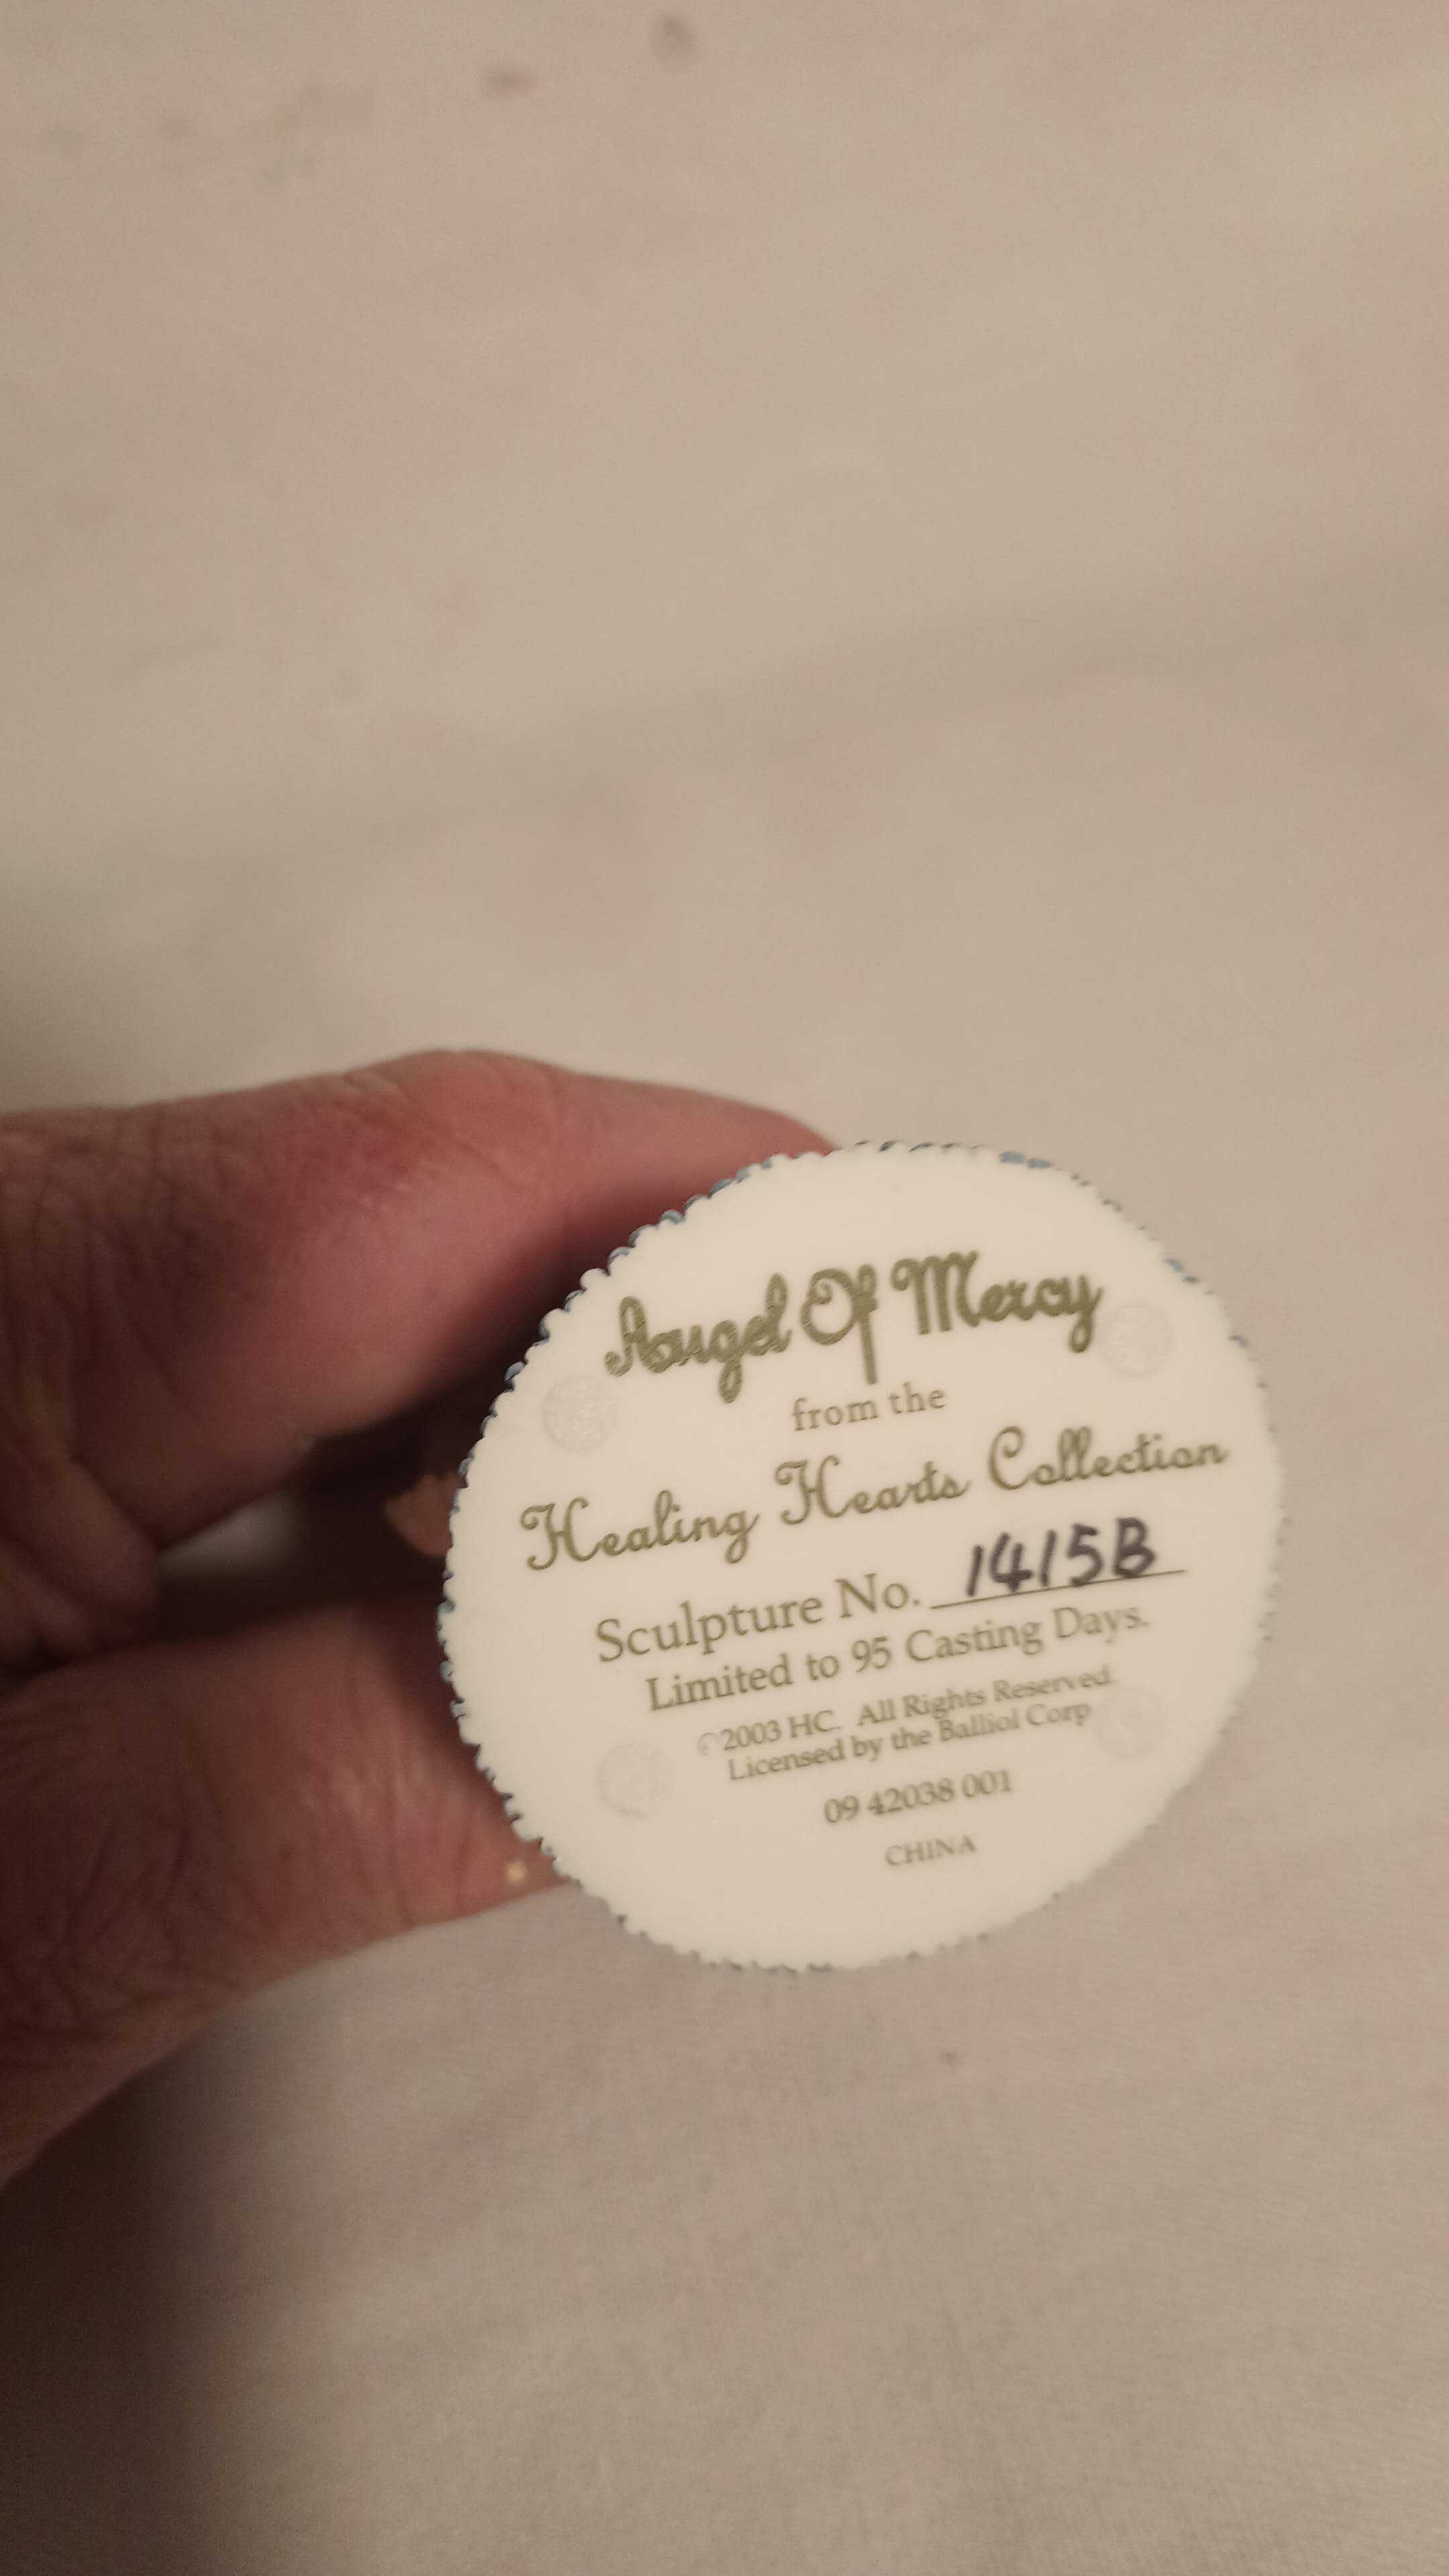 Angel Of Mercy
from the
Healing Hearts Collection
Sculpture No. 1415B
Limited to 95 Casting Days.
©2003 HC. All Rights Reserved
Licensed by the Balliol Corp
09 42038 001
CHINA